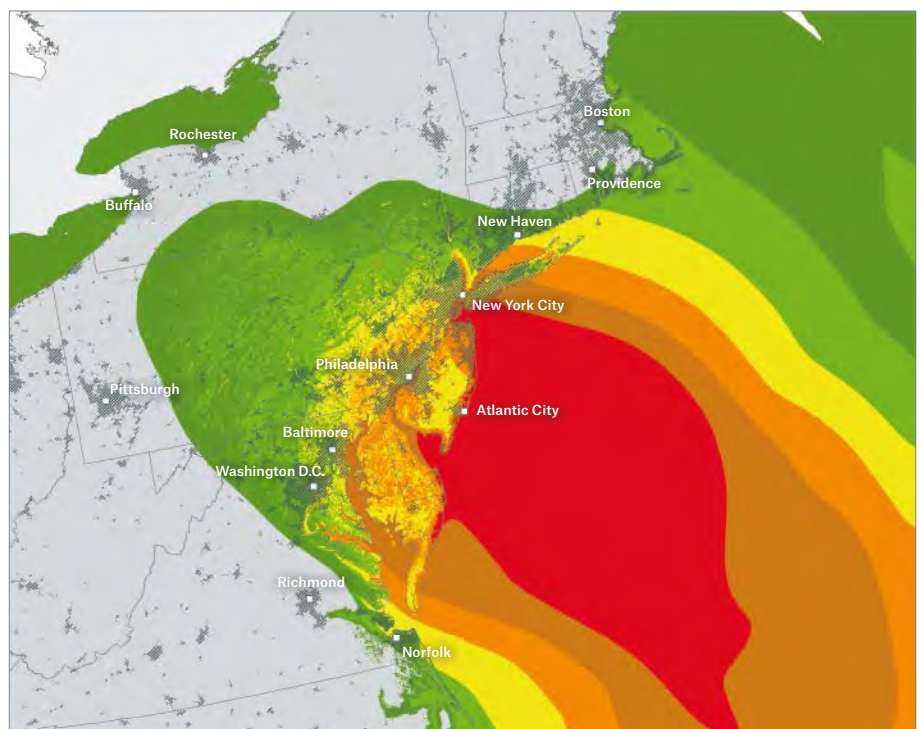 Boston
Rochester
Providence
Buffalo
New Haven
New York City
Philadelphia
Pittsburgh
Atlantic City
Baltimore
Washington D.C.
Richmond
Norfolk